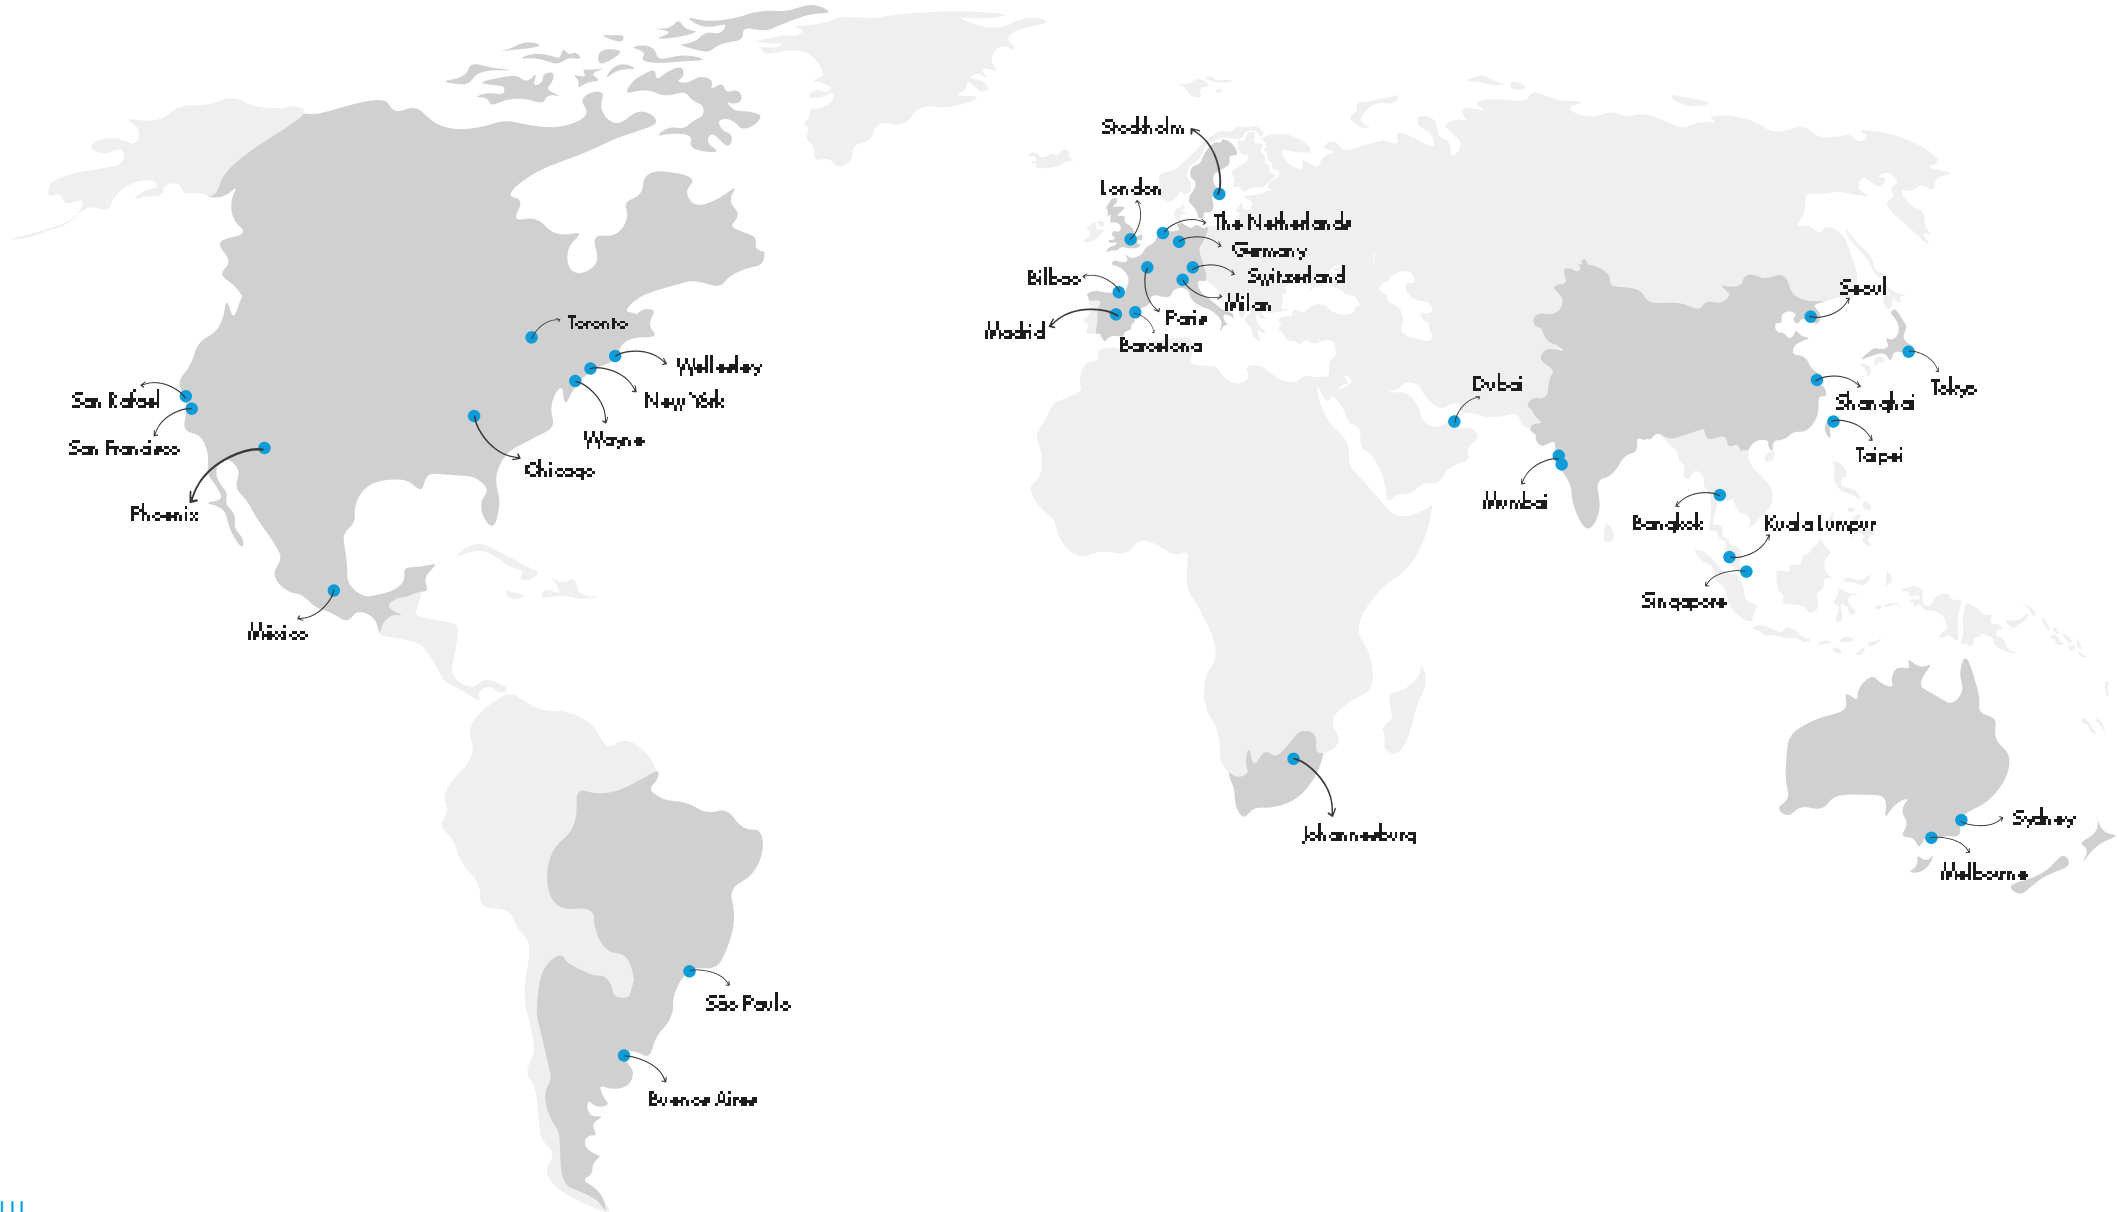 Stockholm
London
The Netherlands
Germany
Bilbao
Switzerland
Seoul
Milan
Paris
Toronto
Madrid
Barcelona
Wellesley
Dubai
Tokyo
San Rafael
New York
Shanghai
Wayne
San Francisco
Taipei
Chicago
Mumbai
Phoenix
Bangkok
Kuala Lumpur
Singapore
México
Sydney
Johannesburg
Melbourne
São Paulo
Buenos Aires